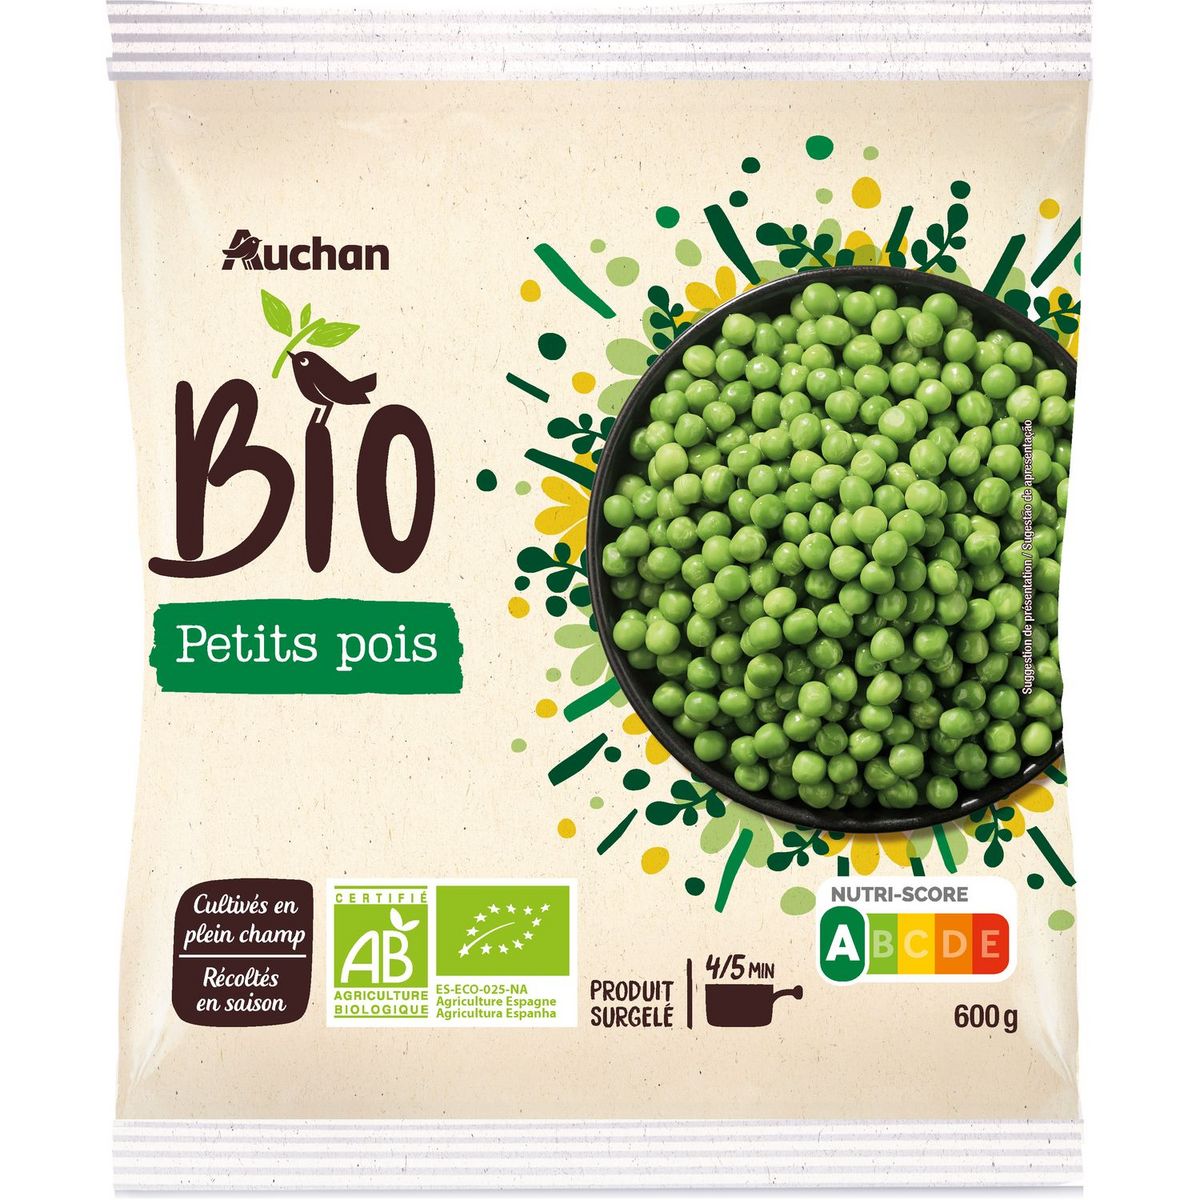 Auchan
BIO
Petits pois
Suggestion de présentation / Sugestão de apresentação
Cultivés en
plein champ
Récoltés
en saison
CERTIFIÉ
AB
AGRICULTURE
BIOLOGIQUE
ES-ECO-025-NA
Agriculture Espagne
Agricultura Espanha
PRODUIT
SURGELÉ
4/5 MIN
NUTRI-SCORE
A B C D E
600 g